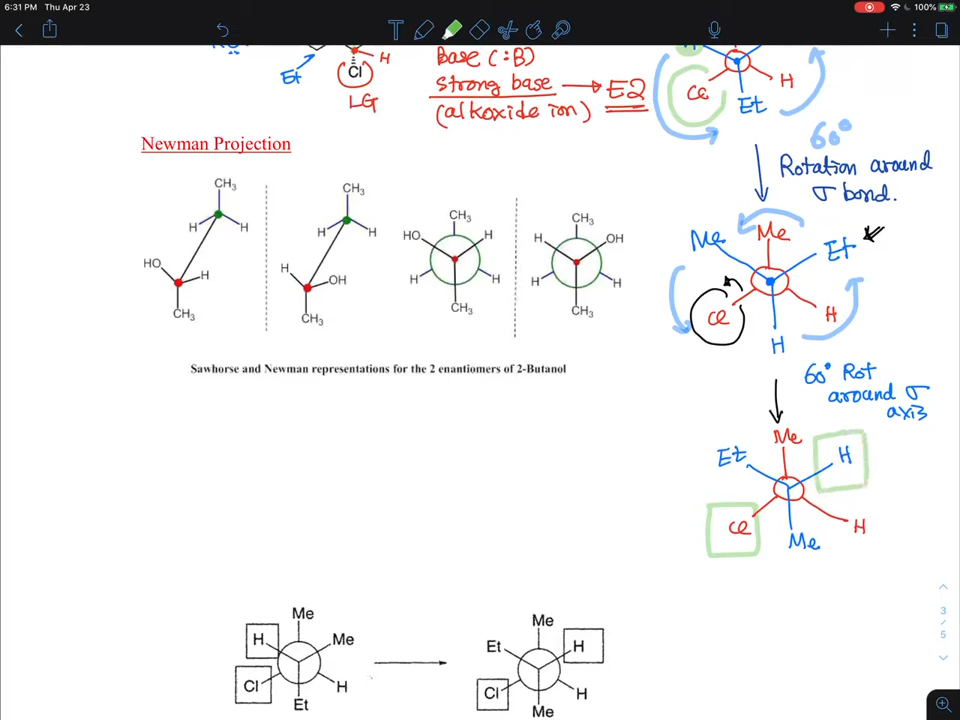 6:31 PM Thu Apr 23
100%
Et
H
Cl
LG
Base (:B)
strong base → E2
(alkoxide ion)
Cl
H
Et
60°
Rotation around
σ bond.
Newman Projection
CH3
H
H
HO
H
CH3
CH3
H
H
H
OH
CH3
CH3
HO
H
H
H
CH3
CH3
H
OH
H
H
CH3
Me
Me
Et
Cl
H
H
Sawhorse and Newman representations for the 2 enantiomers of 2-Butanol
60° Rot
around σ
axis
Me
Et
H
Cl
H
Me
3
/
5
Me
H
Me
Cl
H
Et
Me
Et
H
Cl
H
Me